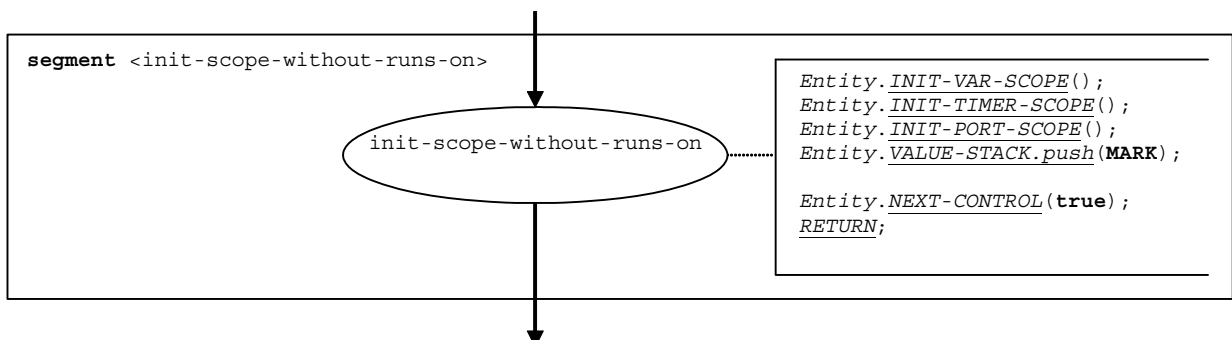 segment <init-scope-without-runs-on>
init-scope-without-runs-on
Entity.INIT-VAR-SCOPE();
Entity.INIT-TIMER-SCOPE();
Entity.INIT-PORT-SCOPE();
Entity.VALUE-STACK.push(MARK);
Entity.NEXT-CONTROL(true);
RETURN;